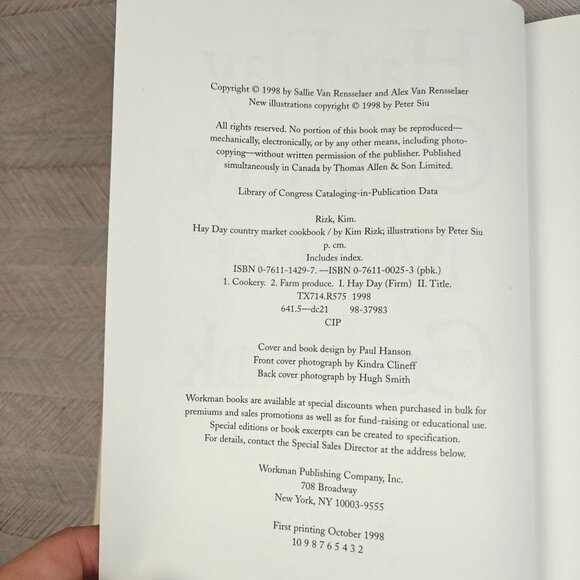 Copyright © 1998 by Sallie Van Rensselaer and Alex Van Rensselaer
New illustrations copyright © 1998 by Peter Siu
All rights reserved. No portion of this book may be reproduced—
mechanically, electronically, or by any other means, including photo-
copying—without written permission of the publisher. Published
simultaneously in Canada by Thomas Allen & Son Limited.
Library of Congress Cataloging-in-Publication Data
Rizk, Kim.
Hay Day country market cookbook / by Kim Rizk; illustrations by Peter Siu
p. cm.
Includes index.
ISBN 0-7611-1429-7. —ISBN 0-7611-0025-3 (pbk.)
1. Cookery. 2. Farm produce. I. Hay Day (Firm) II. Title.
TX714.R575 1998
641.5—dc21 98-37983
CIP
Cover and book design by Paul Hanson
Front cover photograph by Kindra Clineff
Back cover photograph by Hugh Smith
Workman books are available at special discounts when purchased in bulk for
premiums and sales promotions as well as for fund-raising or educational use.
Special editions or book excerpts can be created to specification.
For details, contact the Special Sales Director at the address below.
Workman Publishing Company, Inc.
708 Broadway
New York, NY 10003-9555
First printing October 1998
10 9 8 7 6 5 4 3 2